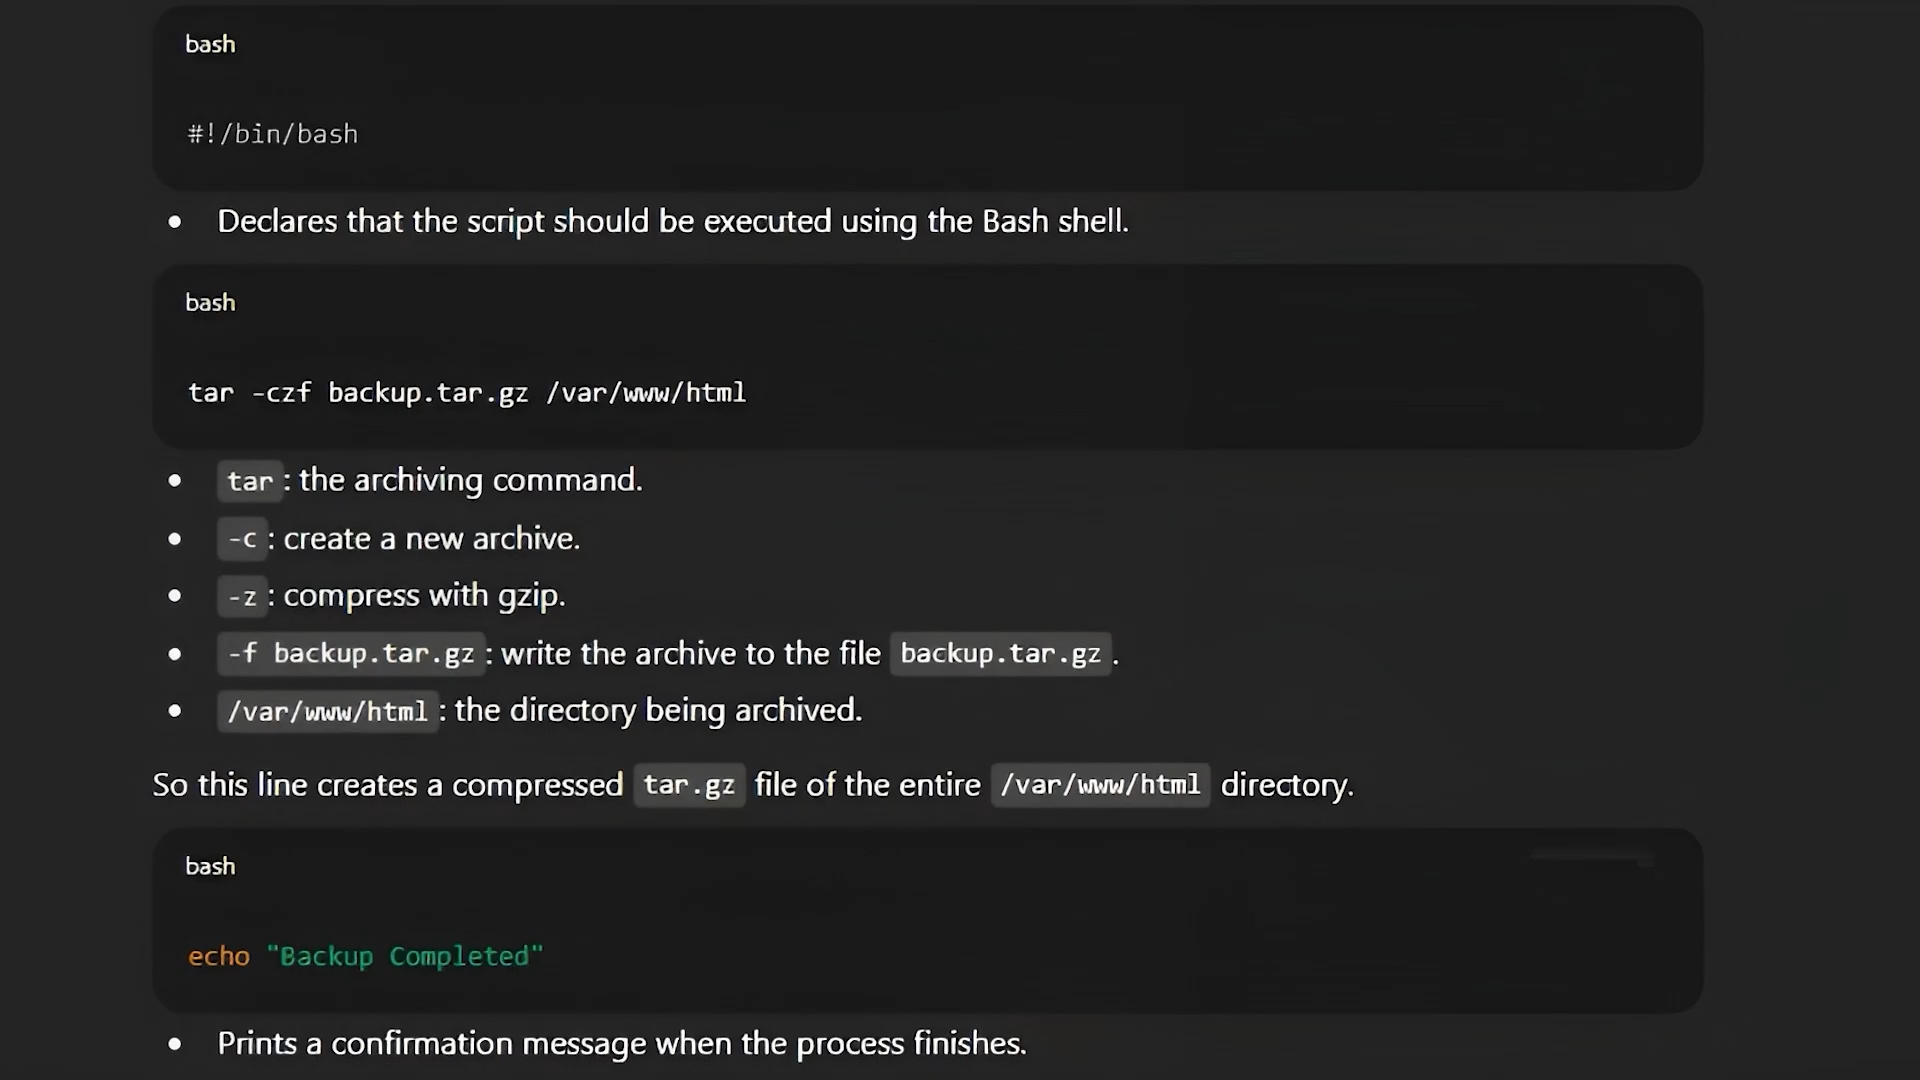 bash
#!/bin/bash
• Declares that the script should be executed using the Bash shell.
bash
tar -czf backup.tar.gz /var/www/html
• tar: the archiving command.
• -c: create a new archive.
• -z: compress with gzip.
• -f backup.tar.gz: write the archive to the file backup.tar.gz.
• /var/www/html: the directory being archived.
So this line creates a compressed tar.gz file of the entire /var/www/html directory.
bash
echo "Backup Completed"
• Prints a confirmation message when the process finishes.